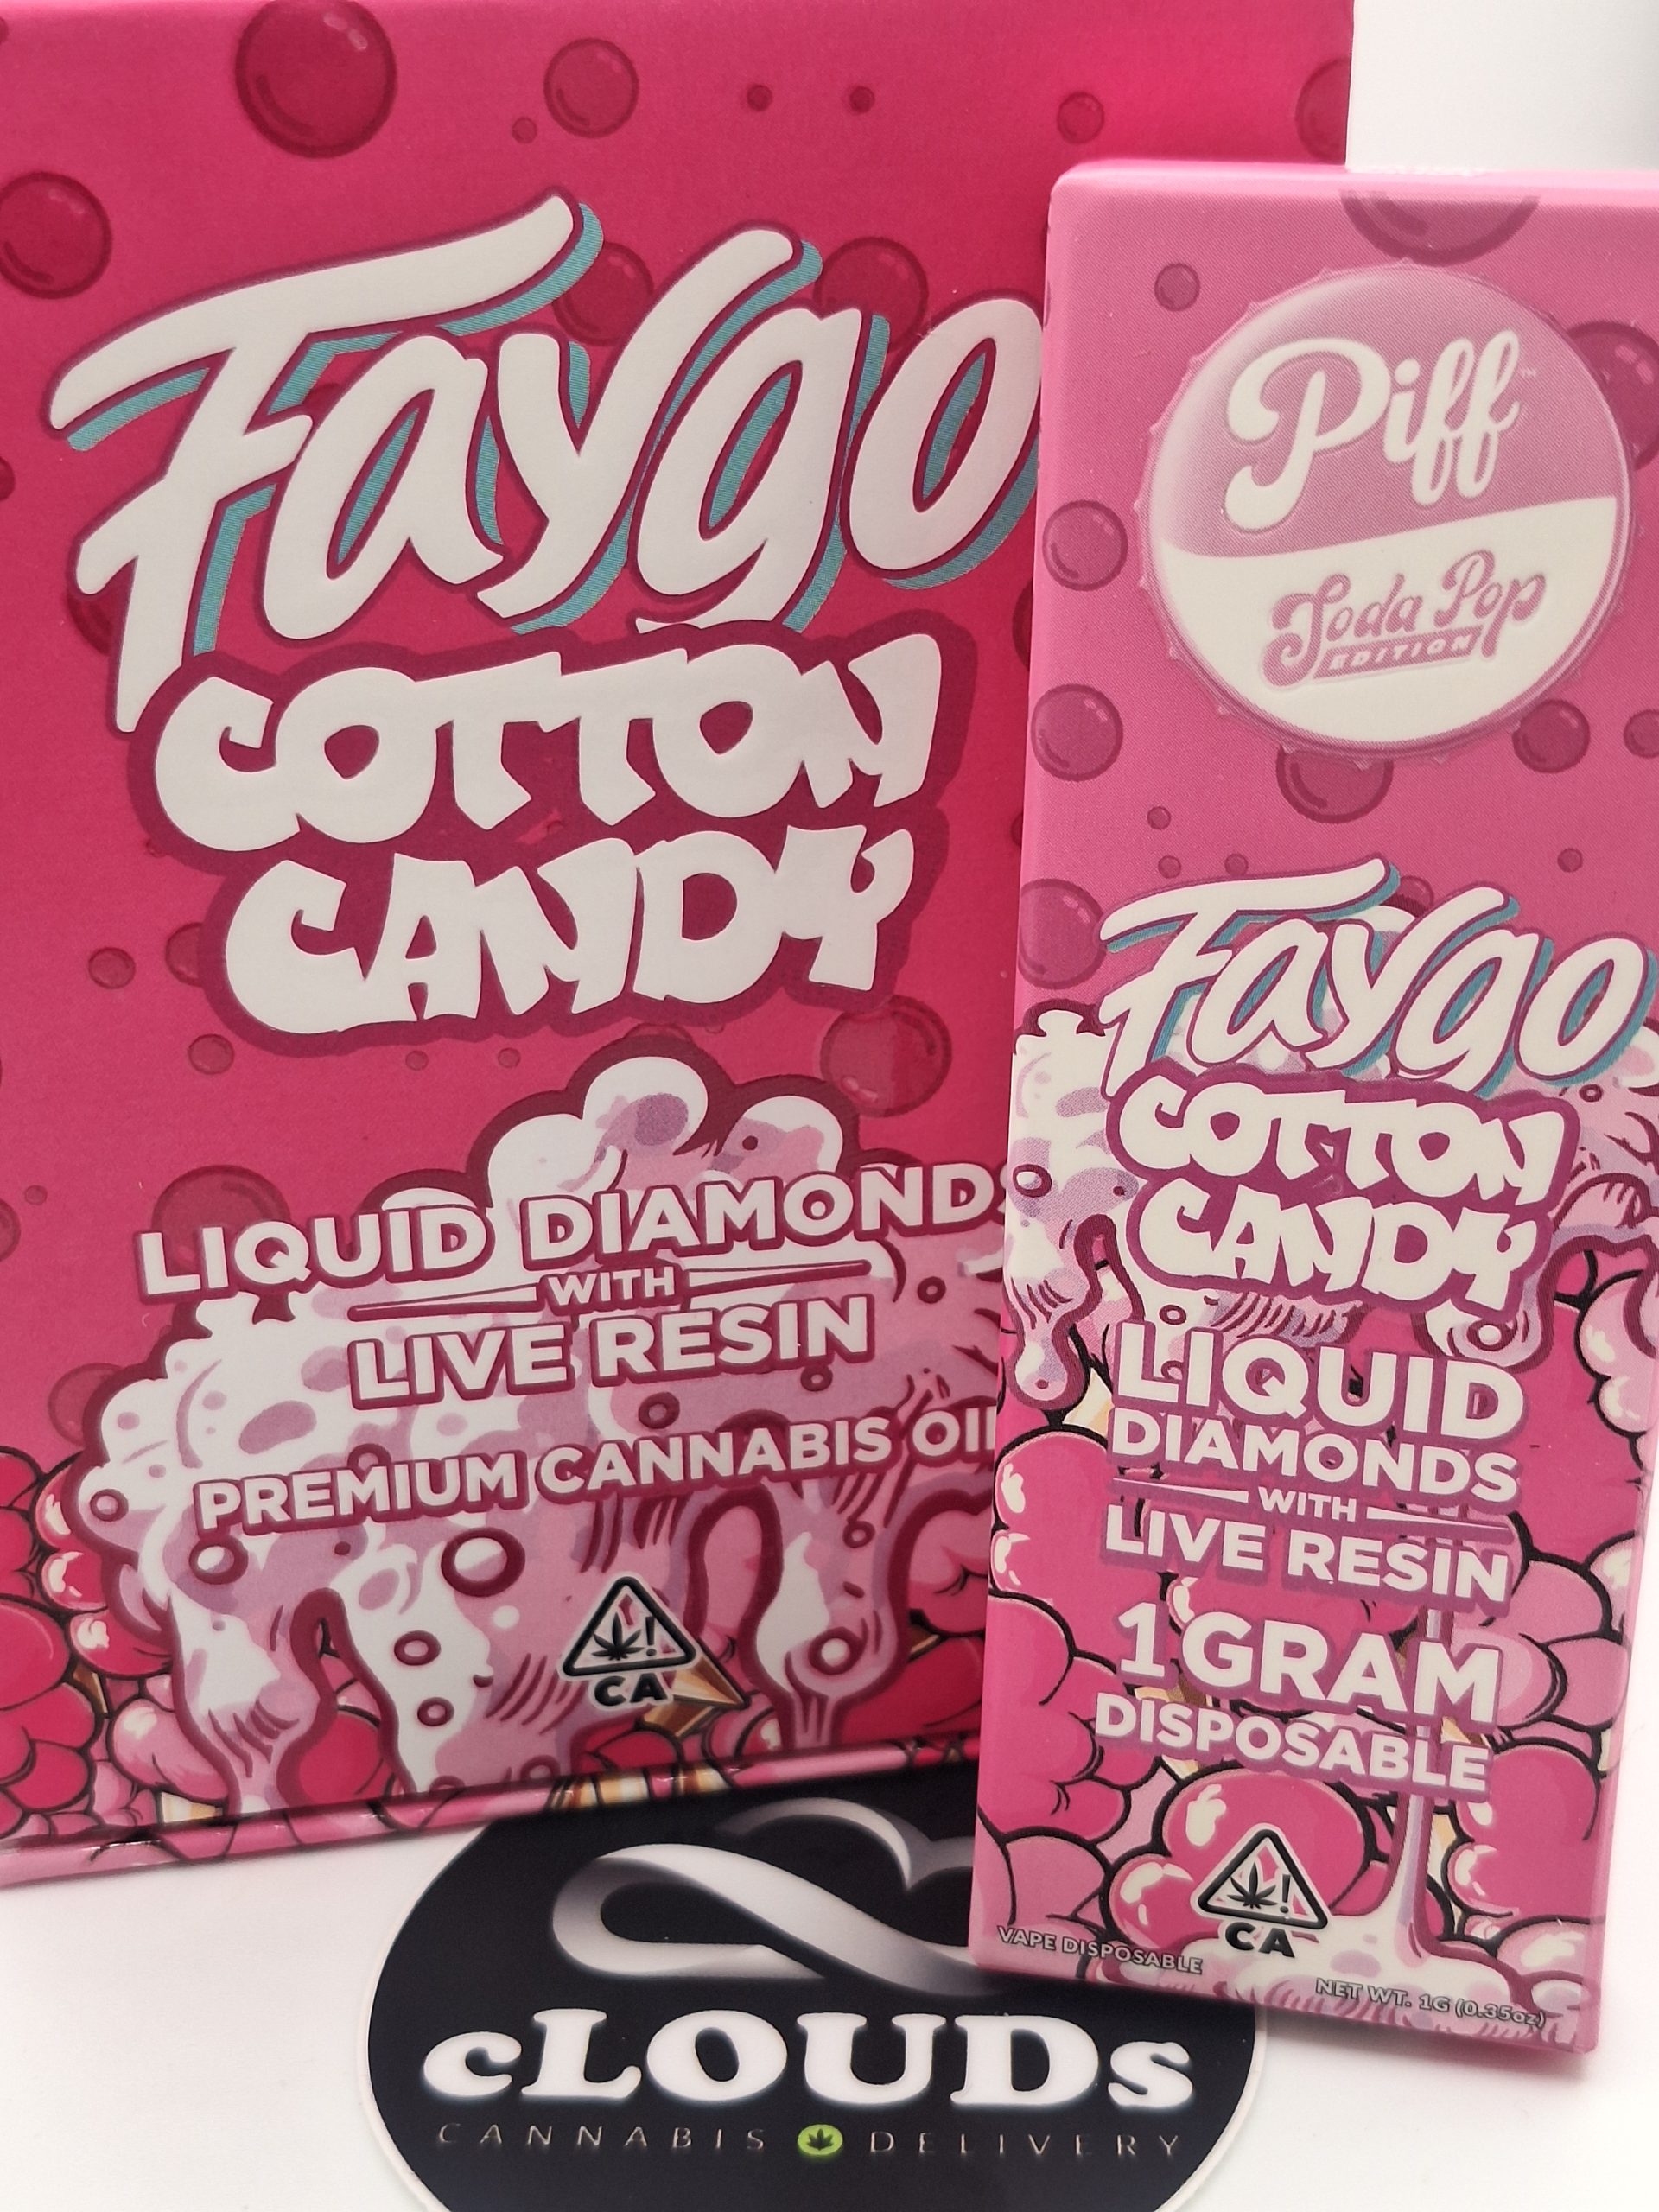 Faygo
COTTON
CANDY
LIQUID DIAMONDS
WITH
LIVE RESIN
PREMIUM CANNABIS OIL
!
CA
Piff™
Soda Pop
EDITION
Faygo
COTTON
CANDY
LIQUID
DIAMONDS
WITH
LIVE RESIN
1 GRAM
DISPOSABLE
!
CA
VAPE DISPOSABLE
NET WT. 1G (0.35oz)
cLOUDs
CANNABIS DELIVERY